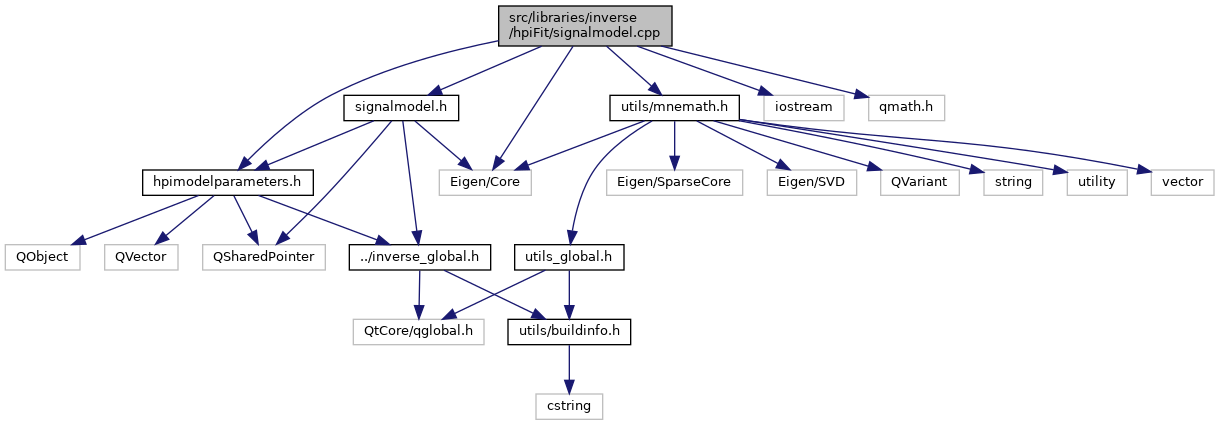 src/libraries/inverse
/hpiFit/signalmodel.cpp
signalmodel.h
utils/mnemath.h
iostream
qmath.h
hpimodelparameters.h
Eigen/Core
Eigen/SparseCore
Eigen/SVD
QVariant
string
utility
vector
QObject
QVector
QSharedPointer
../inverse_global.h
utils_global.h
QtCore/qglobal.h
utils/buildinfo.h
cstring